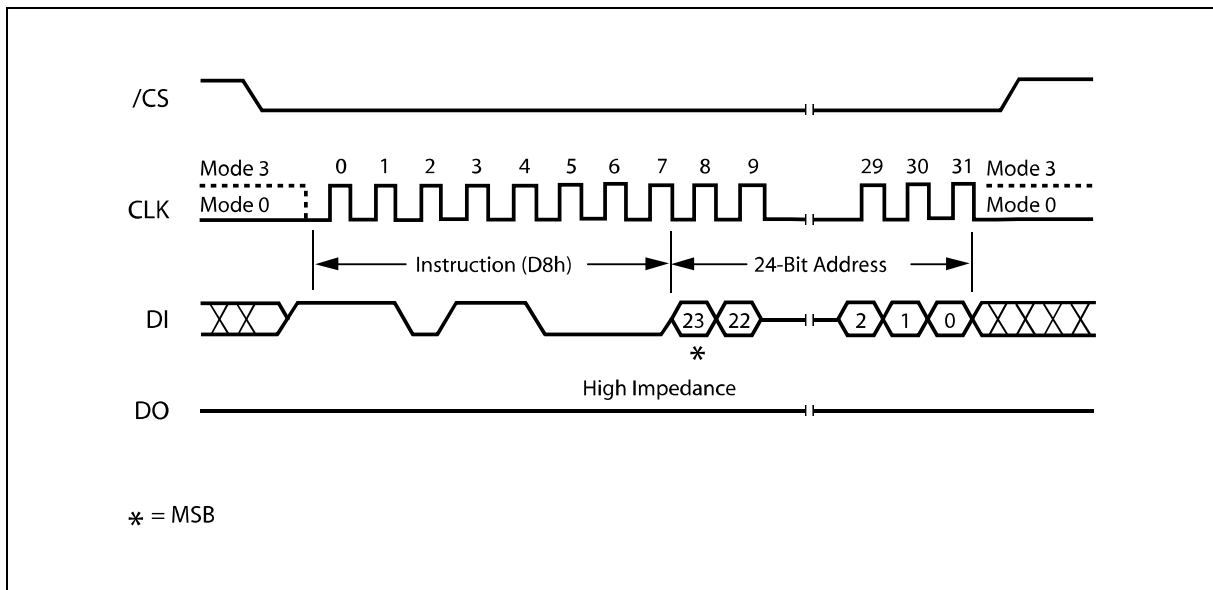 /CS
Mode 3 0 1 2 3 4 5 6 7 8 9 29 30 31 Mode 3
CLK Mode 0 Mode 0
Instruction (D8h) 24-Bit Address
DI 23 22 2 1 0
*
High Impedance
DO
* = MSB